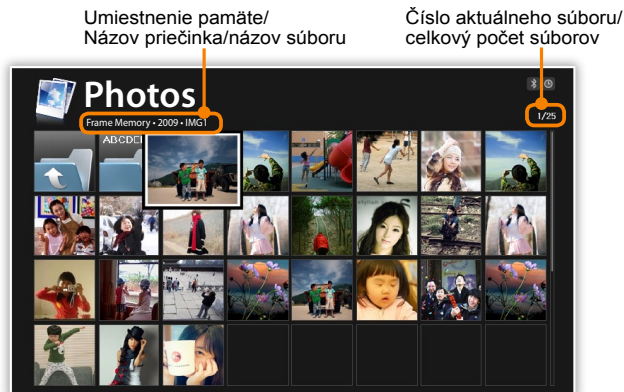 Umiestnenie pamäte/
Názov priečinka/názov súboru
Číslo aktuálneho súboru/
celkový počet súborov
Photos
Frame Memory • 2009 • IMG1
1/25